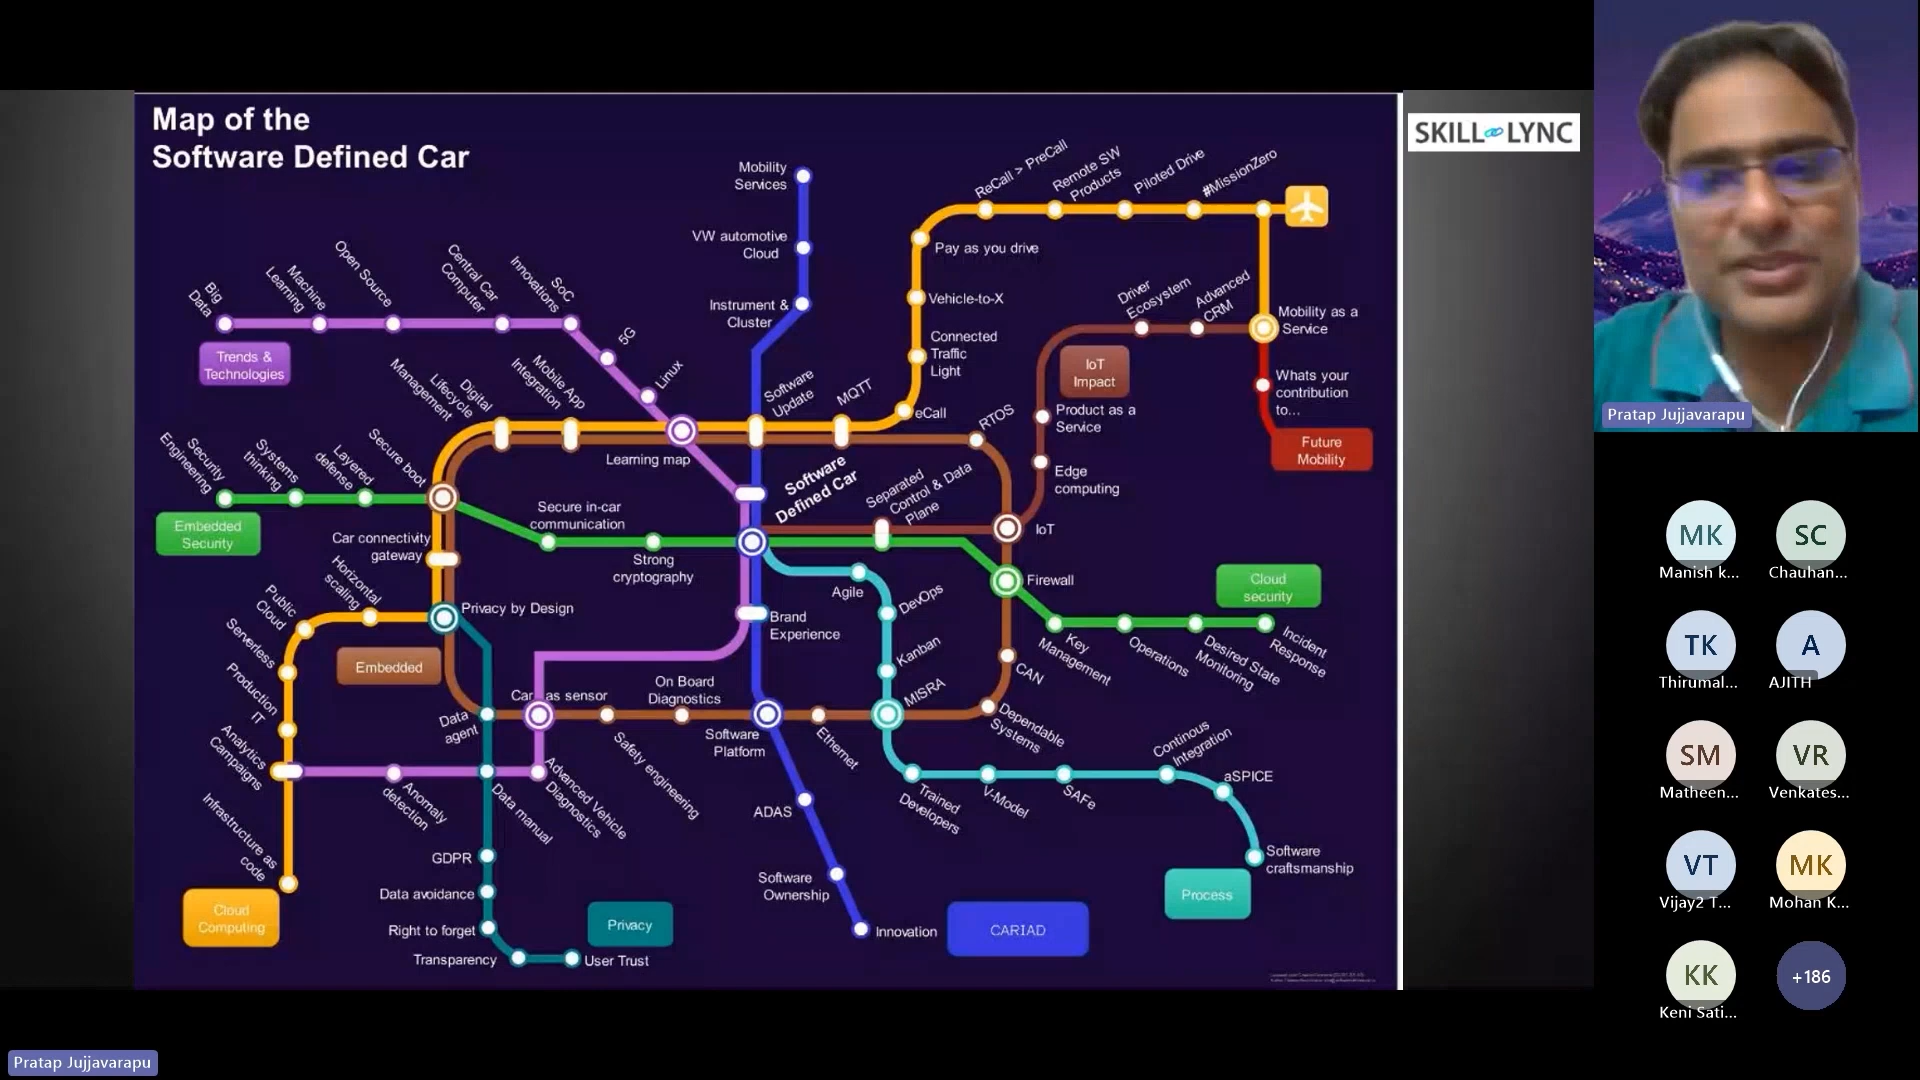 Map of the
Software Defined Car
SKILL LYNC
Mobility
Services
VW automotive
Cloud
Instrument &
Cluster
ReCall > PreCall
Remote SW
Products
Piloted Drive
#MissionZero
Pay as you drive
Vehicle-to-X
Connected
Traffic
Light
eCall
MQTT
Software
Update
Driver
Ecosystem
Advanced
CRM
Mobility as a
Service
Whats your
contribution
to...
Future
Mobility
IoT
Impact
Product as a
Service
Edge
computing
IoT
RTOS
Big
Data
Machine
Learning
Open Source
Central Car
Computer
Innovations
SoC
5G
Linux
Trends &
Technologies
Digital
Lifecycle
Management
Mobile App
Integration
Learning map
Security
Engineering
Systems
thinking
Layered
defense
Secure boot
Embedded
Security
Secure in-car
communication
Strong
cryptography
Software
Defined Car
Separated
Control & Data
Plane
Car connectivity
gateway
Horizontal
scaling
Public
Cloud
Serverless
Production
IT
Analytics
Campaigns
Infrastructure as
code
Cloud
Computing
Privacy by Design
Embedded
Data
agent
Car as sensor
On Board
Diagnostics
Safety engineering
Software
Platform
Ethernet
Brand
Experience
Agile
DevOps
Kanban
MISRA
Firewall
CAN
Dependable
Systems
Key
Management
Operations
Desired State
Monitoring
Incident
Response
Cloud
security
Anomaly
detection
Data manual
Advanced Vehicle
Diagnostics
GDPR
Data avoidance
Right to forget
Transparency
User Trust
Privacy
ADAS
Software
Ownership
Innovation
CARIAD
Trained
Developers
V-Model
SAFe
Continous
Integration
aSPICE
Software
craftsmanship
Process
Pratap Jujjavarapu
MK
Manish k...
SC
Chauhan...
TK
Thirumal...
A
AJITH
SM
Matheen...
VR
Venkates...
VT
Vijay2 T...
MK
Mohan K...
KK
Keni Sati...
+186
Pratap Jujjavarapu